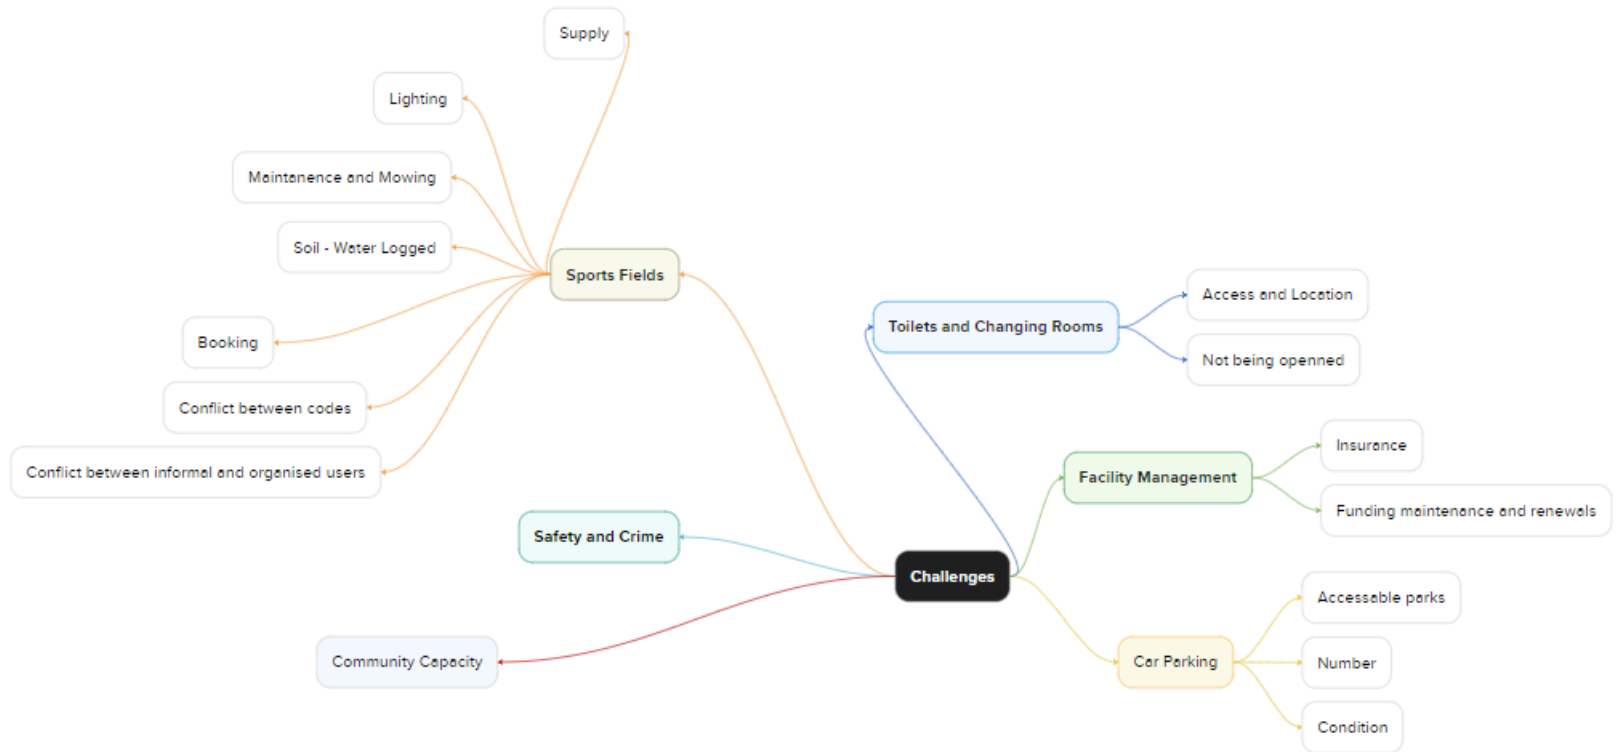 Supply
Lighting
Maintanence and Mowing
Soil - Water Logged
Sports Fields
Booking
Conflict between codes
Conflict between informal and organised users
Safety and Crime
Community Capacity
Challenges
Toilets and Changing Rooms
Access and Location
Not being openned
Facility Management
Insurance
Funding maintenance and renewals
Car Parking
Accessable parks
Number
Condition